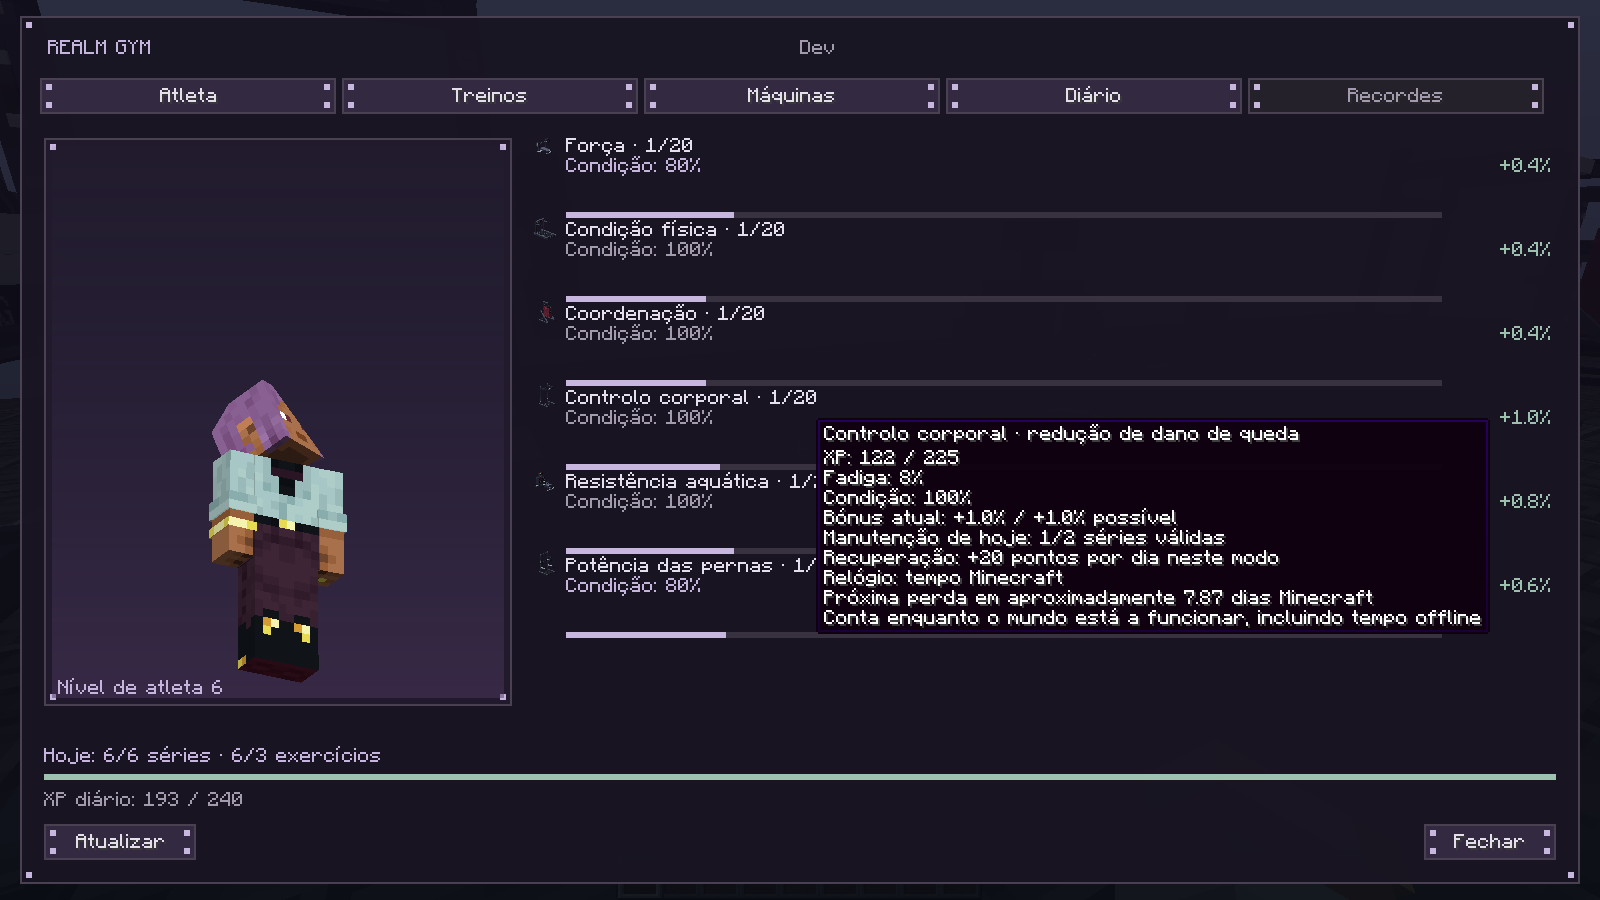 REALM GYM
Dev
Atleta
Treinos
Máquinas
Diário
Recordes
Força · 1/20
Condição: 80%
+0.4%
Condição física · 1/20
Condição: 100%
+0.4%
Coordenação · 1/20
Condição: 100%
+0.4%
Controlo corporal · 1/20
Condição: 100%
+1.0%
Resistência aquática · 1/
Condição: 100%
+0.8%
Potência das pernas · 1/
Condição: 80%
+0.6%
Controlo corporal · redução de dano de queda
XP: 122 / 225
Fadiga: 8%
Condição: 100%
Bónus atual: +1.0% / +1.0% possível
Manutenção de hoje: 1/2 séries válidas
Recuperação: +20 pontos por dia neste modo
Relógio: tempo Minecraft
Próxima perda em aproximadamente 7.87 dias Minecraft
Conta enquanto o mundo está a funcionar, incluindo tempo offline
Nível de atleta 6
Hoje: 6/6 séries · 6/3 exercícios
XP diário: 193 / 240
Atualizar
Fechar